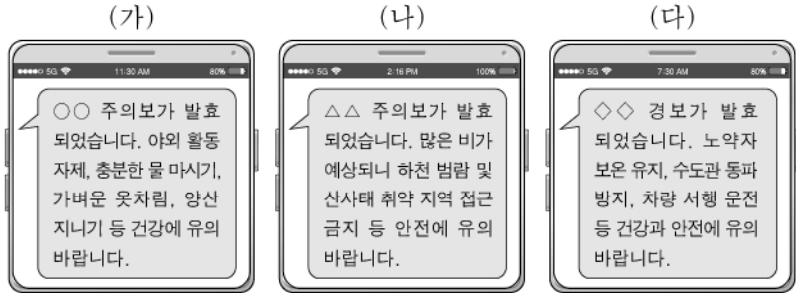 (가)
●●●●○ 5G 11:30 AM 80%
○○ 주의보가 발효
되었습니다. 야외 활동
자제, 충분한 물 마시기,
가벼운 옷차림, 양산
지니기 등 건강에 유의
바랍니다.
(나)
●●●●○ 5G 2:16 PM 100%
△△ 주의보가 발효
되었습니다. 많은 비가
예상되니 하천 범람 및
산사태 취약 지역 접근
금지 등 안전에 유의
바랍니다.
(다)
●●●●○ 5G 7:30 AM 80%
◇◇ 경보가 발효
되었습니다. 노약자
보온 유지, 수도관 동파
방지, 차량 서행 운전
등 건강과 안전에 유의
바랍니다.